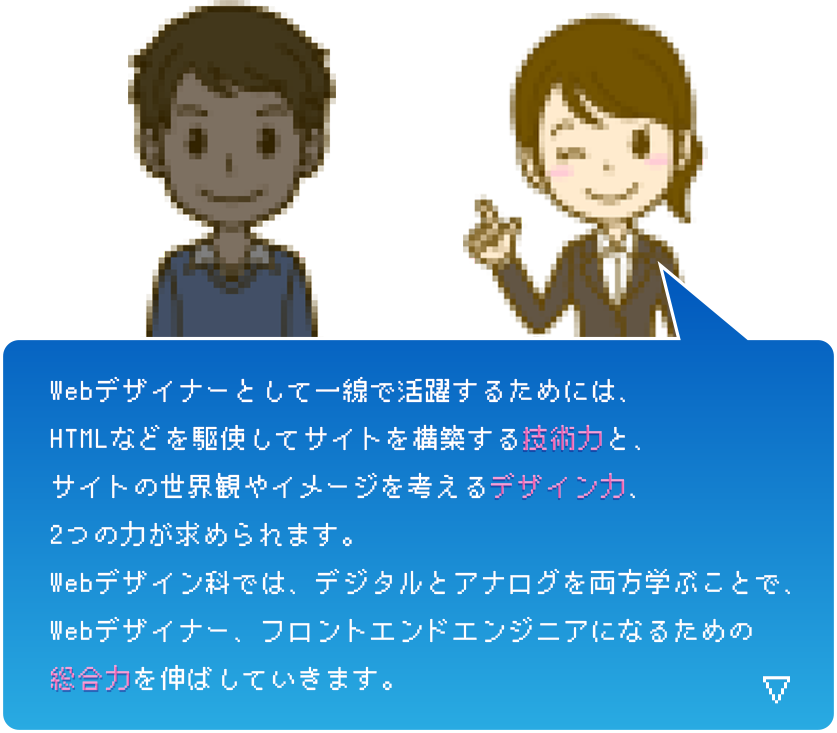 Webデザイナーとして一線で活躍するためには、
HTMLなどを駆使してサイトを構築する技術力と、
サイトの世界観やイメージを考えるデザイン力、
2つの力が求められます。
Webデザイン科では、デジタルとアナログを両方学ぶことで、
Webデザイナー、フロントエンドエンジニアになるための
総合力を伸ばしていきます。